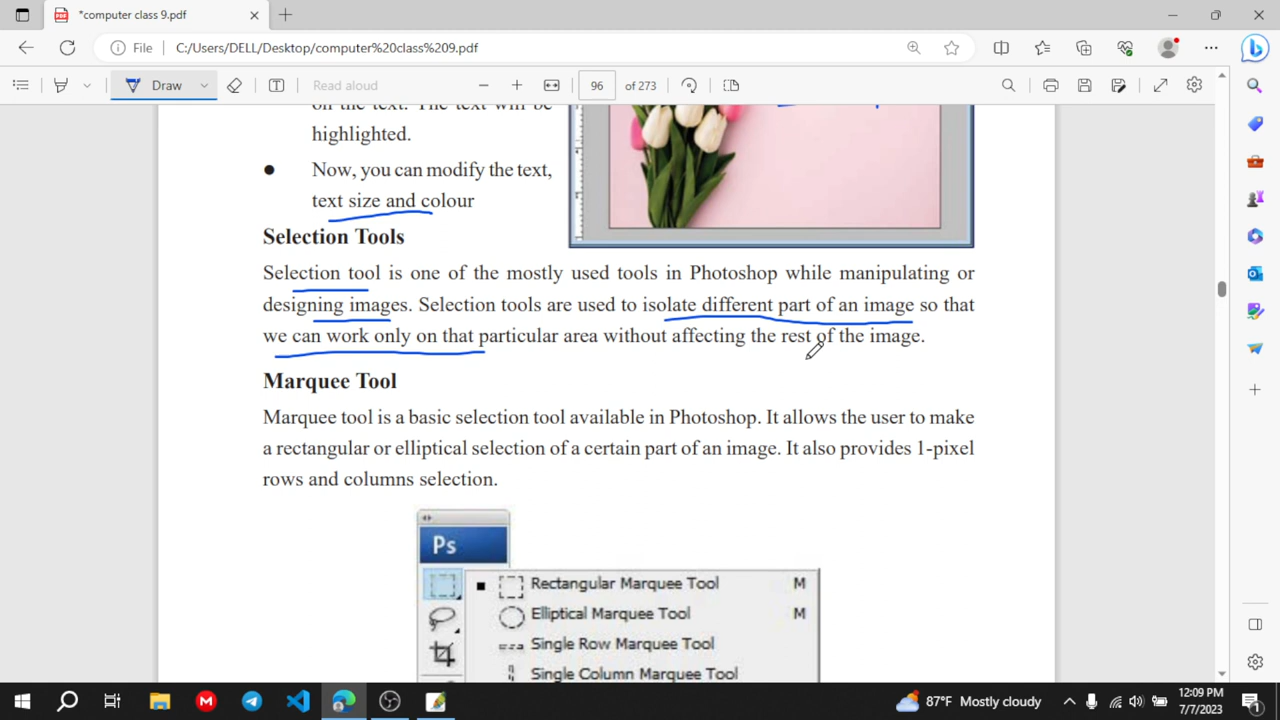 *computer class 9.pdf
File C:/Users/DELL/Desktop/computer%20class%209.pdf
Draw Read aloud 96 of 273
on the text. The text will be
highlighted.
● Now, you can modify the text,
text size and colour
Selection Tools
Selection tool is one of the mostly used tools in Photoshop while manipulating or
designing images. Selection tools are used to isolate different part of an image so that
we can work only on that particular area without affecting the rest of the image.
Marquee Tool
Marquee tool is a basic selection tool available in Photoshop. It allows the user to make
a rectangular or elliptical selection of a certain part of an image. It also provides 1-pixel
rows and columns selection.
Ps
Rectangular Marquee Tool M
Elliptical Marquee Tool M
Single Row Marquee Tool
Single Column Marquee Tool
87°F Mostly cloudy
12:09 PM
7/7/2023